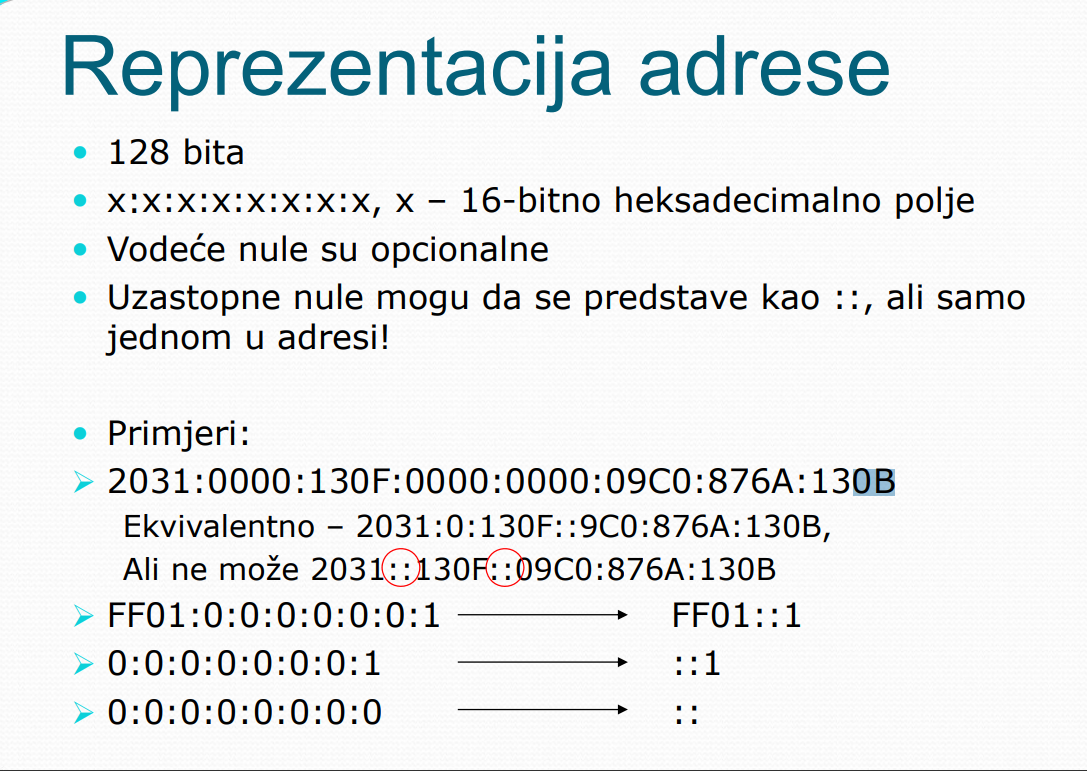 Reprezentacija adrese
128 bita
x:x:x:x:x:x:x:x, x – 16-bitno heksadecimalno polje
Vodeće nule su opcionalne
Uzastopne nule mogu da se predstave kao ::, ali samo
jednom u adresi!
Primjeri:
2031:0000:130F:0000:0000:09C0:876A:130B
Ekvivalentno – 2031:0:130F::9C0:876A:130B,
Ali ne može 2031::130F::09C0:876A:130B
FF01:0:0:0:0:0:0:1 FF01::1
0:0:0:0:0:0:0:1 ::1
0:0:0:0:0:0:0:0 ::